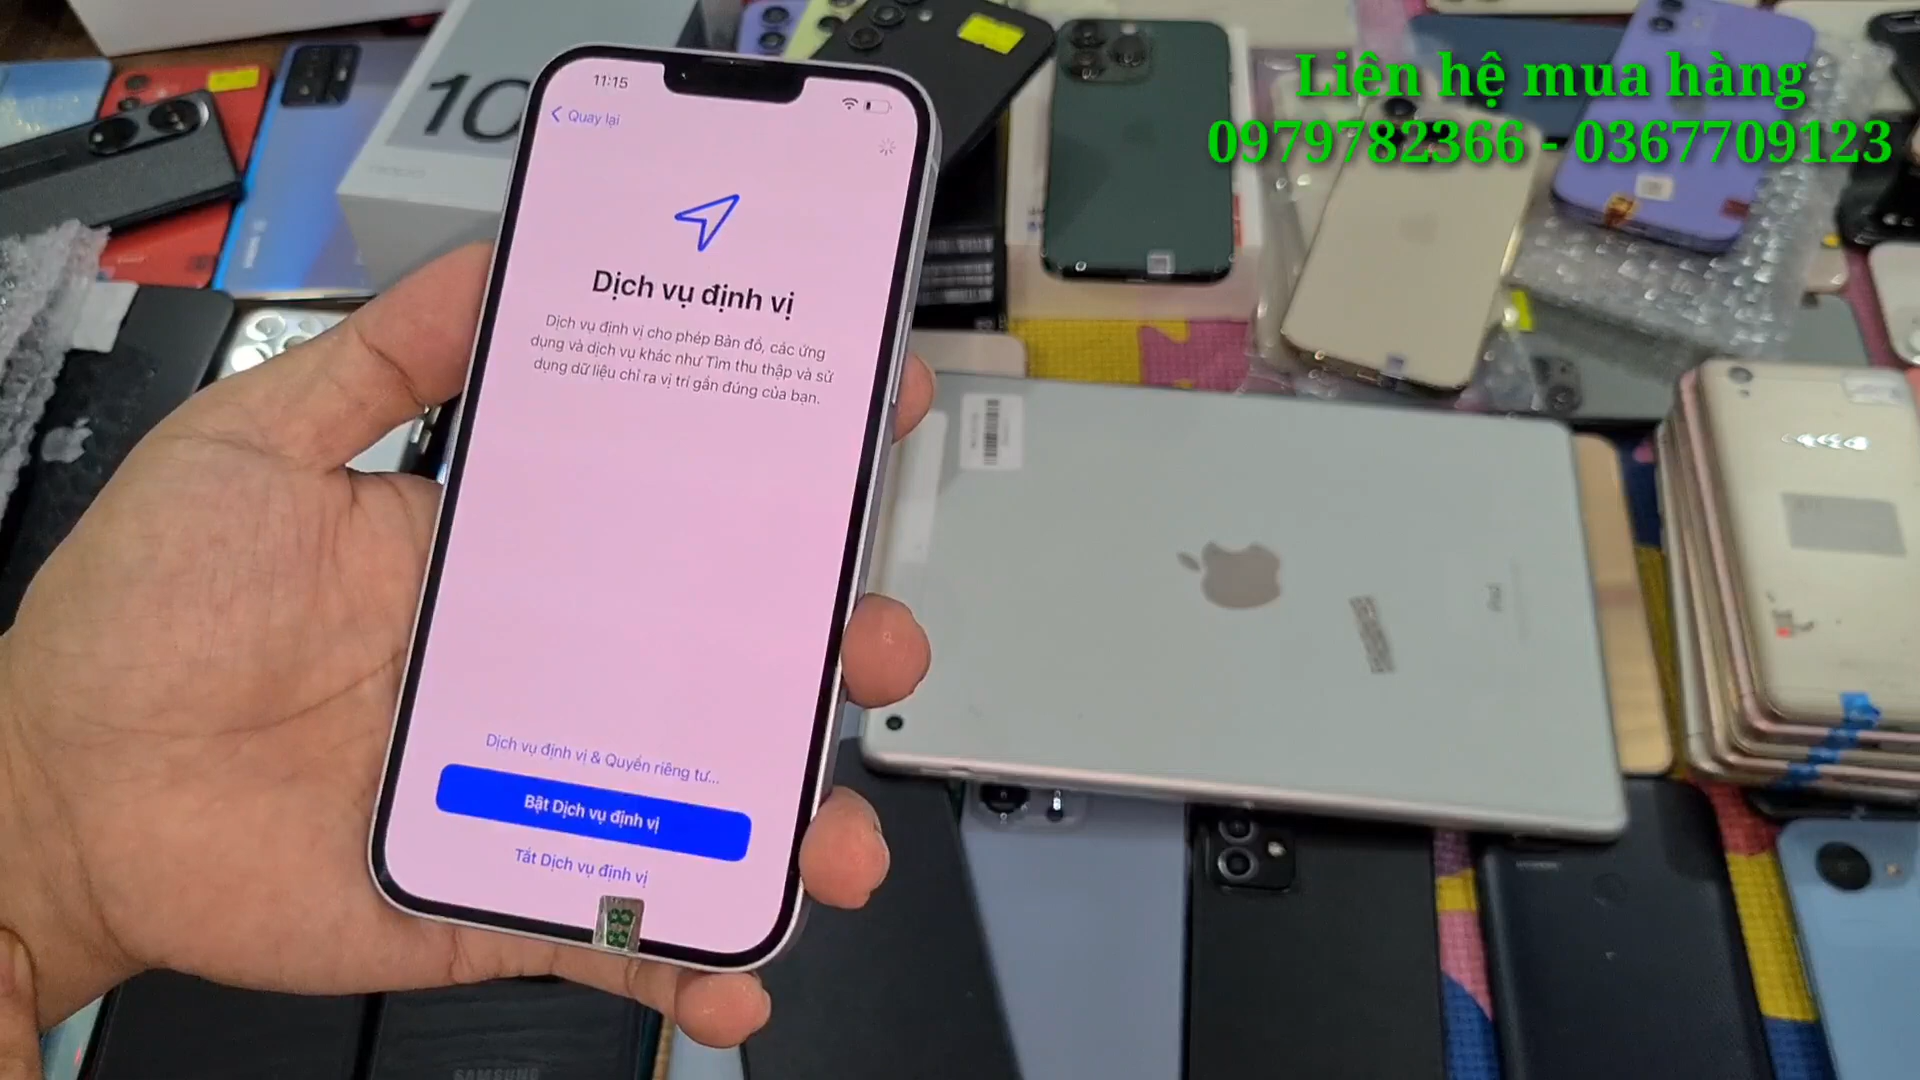 Liên hệ mua hàng
0979782366 - 0367709123
11:15
Quay lại
Dịch vụ định vị
Dịch vụ định vị cho phép Bản đồ, các ứng
dụng và dịch vụ khác như Tìm thu thập và sử
dụng dữ liệu chỉ ra vị trí gần đúng của bạn.
Dịch vụ định vị & Quyền riêng tư...
Bật Dịch vụ định vị
Tắt Dịch vụ định vị
10
iPad
SAMSUNG